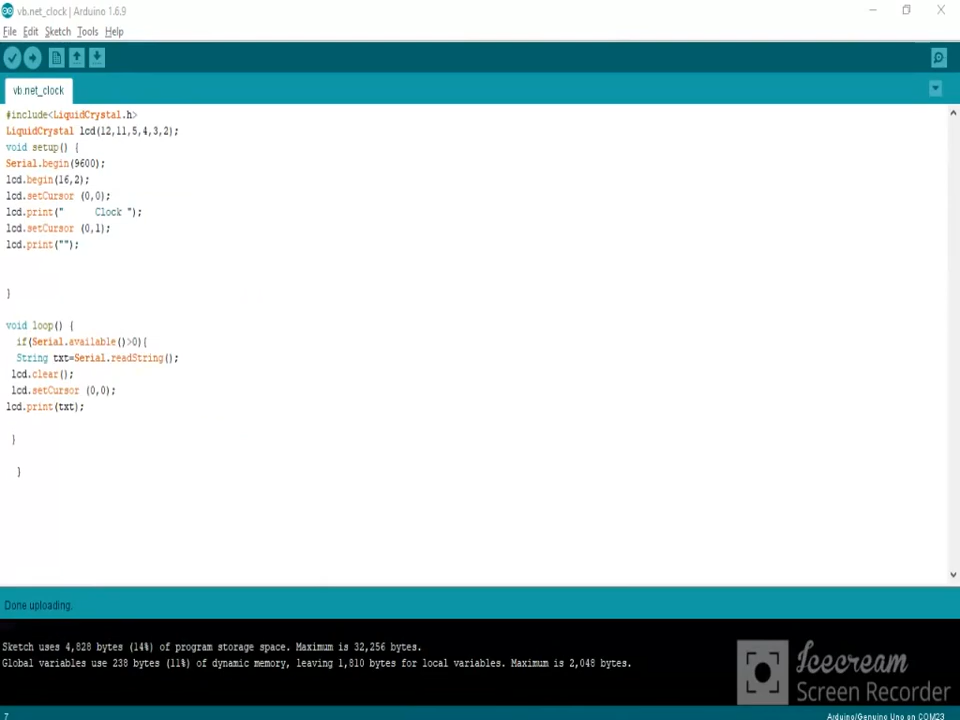 vb.net_clock | Arduino 1.6.9
File Edit Sketch Tools Help
vb.net_clock
#include<LiquidCrystal.h>
LiquidCrystal lcd(12,11,5,4,3,2);
void setup() {
Serial.begin(9600);
lcd.begin(16,2);
lcd.setCursor (0,0);
lcd.print("      Clock ");
lcd.setCursor (0,1);
lcd.print("");
}
void loop() {
if(Serial.available()>0){
String txt=Serial.readString();
lcd.clear();
lcd.setCursor (0,0);
lcd.print(txt);
}
}
Done uploading.
Sketch uses 4,828 bytes (14%) of program storage space. Maximum is 32,256 bytes.
Global variables use 238 bytes (11%) of dynamic memory, leaving 1,810 bytes for local variables. Maximum is 2,048 bytes.
Icecream
Screen Recorder
7
Arduino/Genuino Uno on COM23